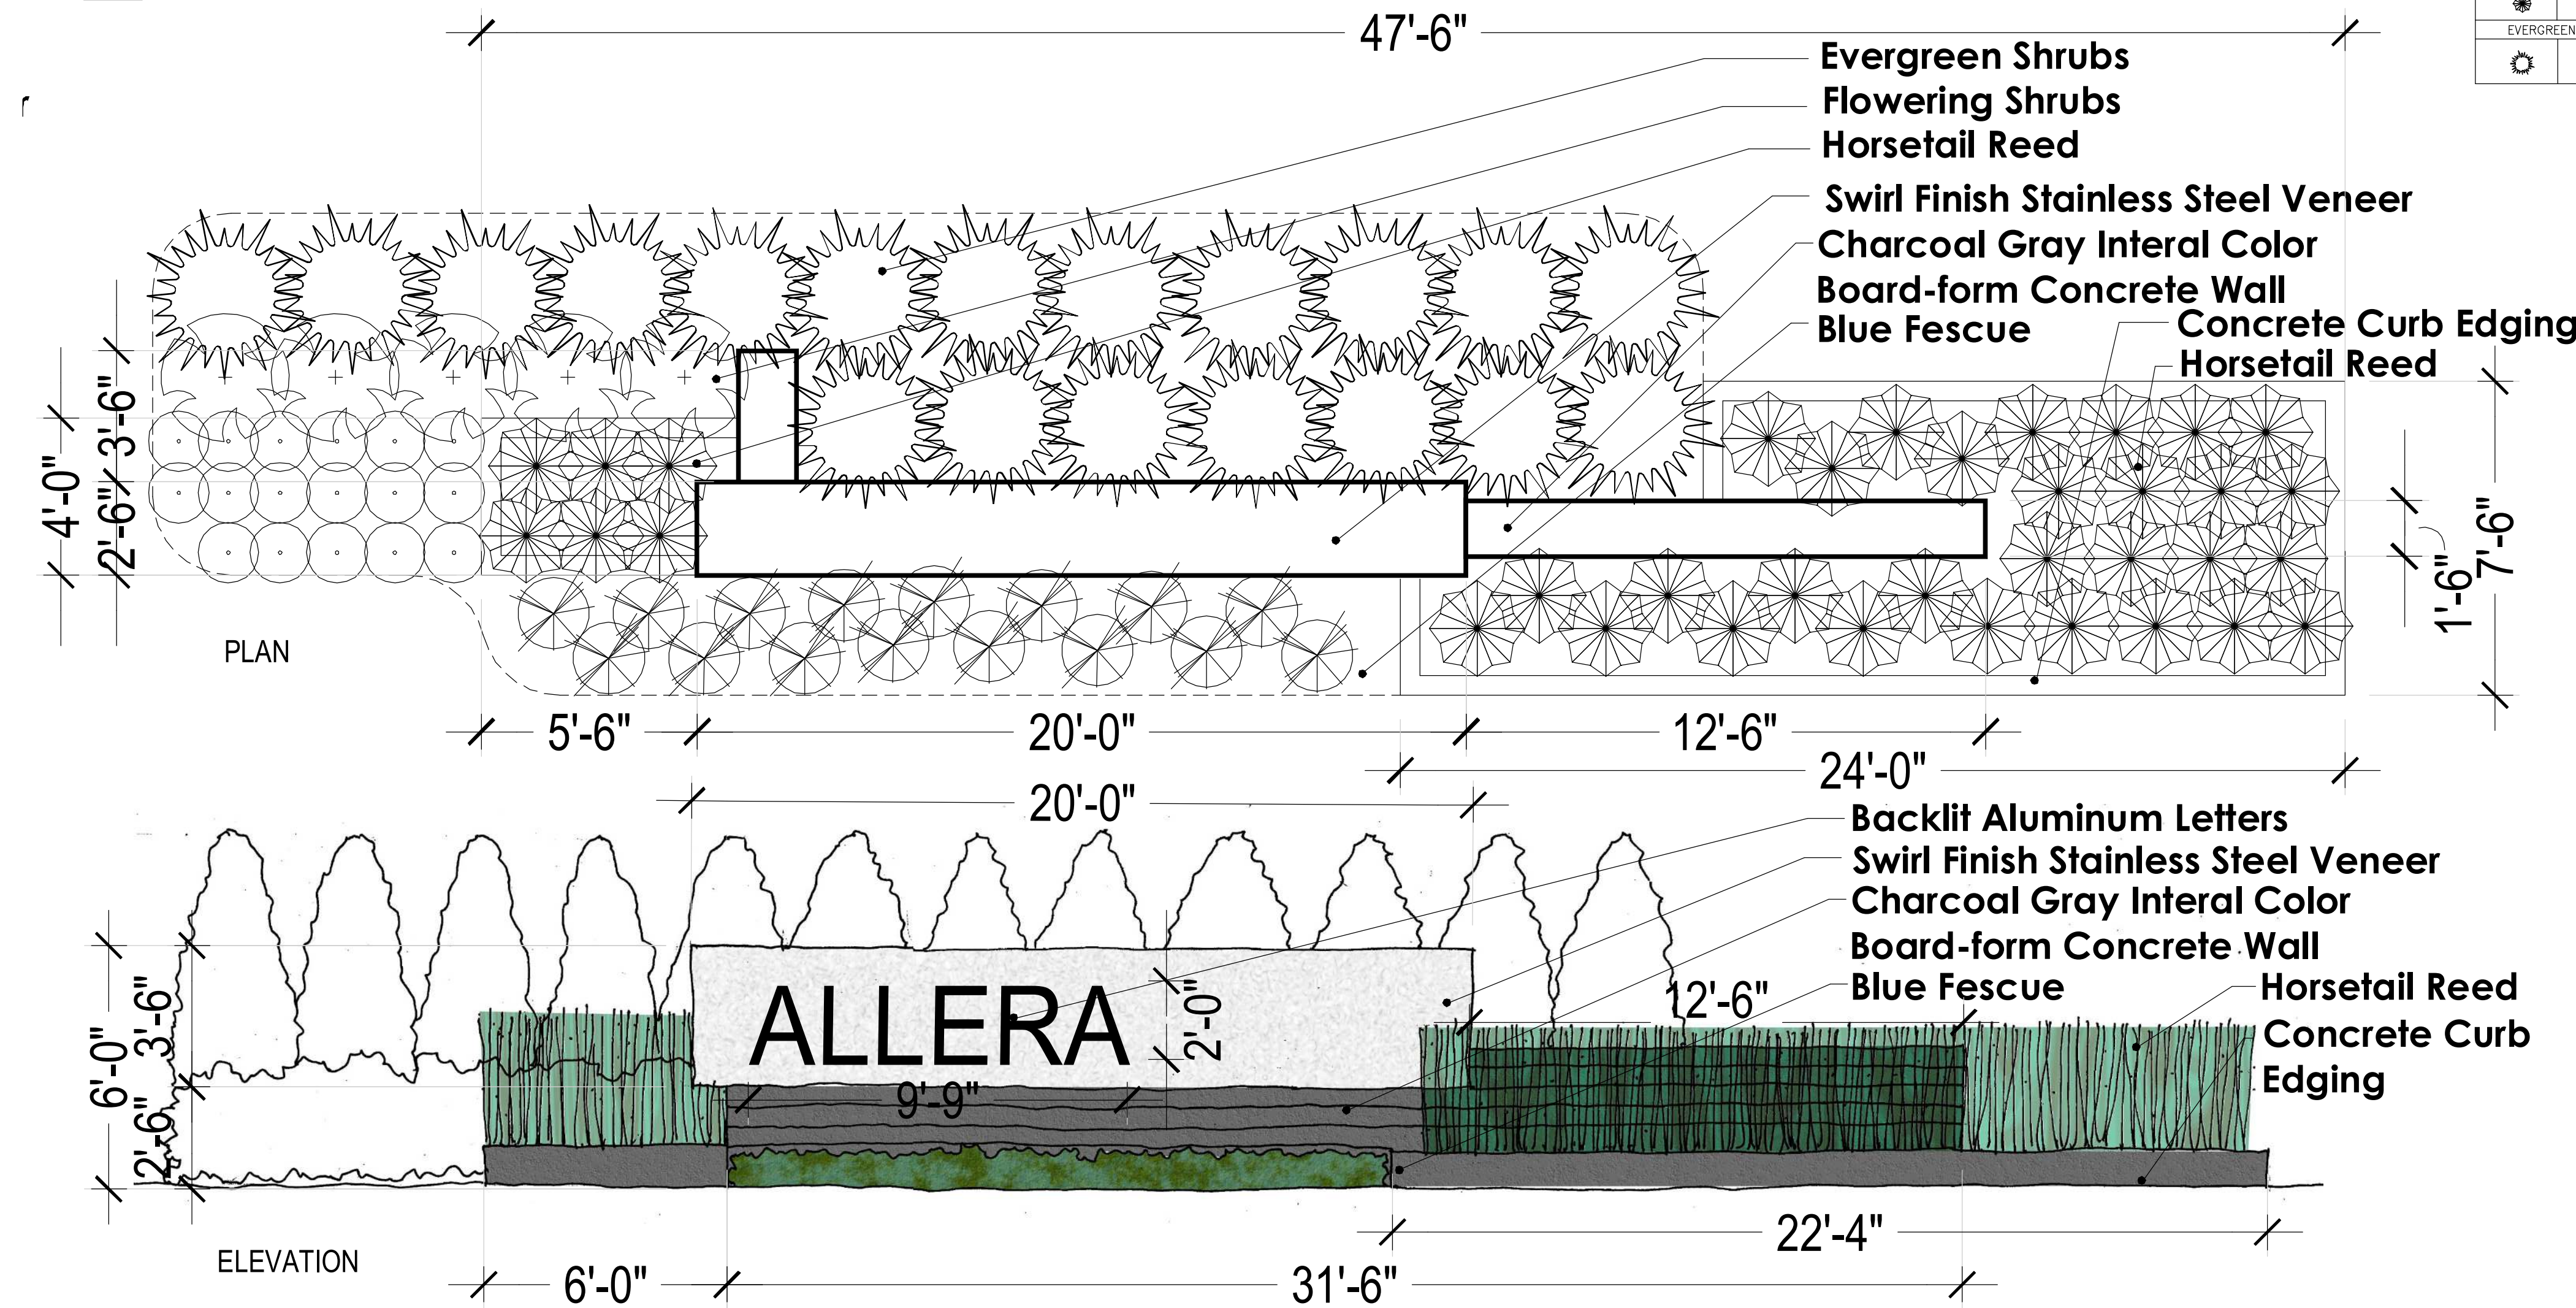 47'-6"
EVERGREEN
Evergreen Shrubs
Flowering Shrubs
Horsetail Reed
Swirl Finish Stainless Steel Veneer
Charcoal Gray Interal Color
Board-form Concrete Wall
Blue Fescue
Concrete Curb Edging
Horsetail Reed
4'-0"
3'-6"
2'-6"
1'-6"
7'-6"
PLAN
5'-6"
20'-0"
12'-6"
24'-0"
20'-0"
Backlit Aluminum Letters
Swirl Finish Stainless Steel Veneer
Charcoal Gray Interal Color
Board-form Concrete Wall
Blue Fescue
Horsetail Reed
Concrete Curb
Edging
12'-6"
ALLERA
2'-0"
9'-9"
6'-0"
3'-6"
2'-6"
22'-4"
ELEVATION
6'-0"
31'-6"